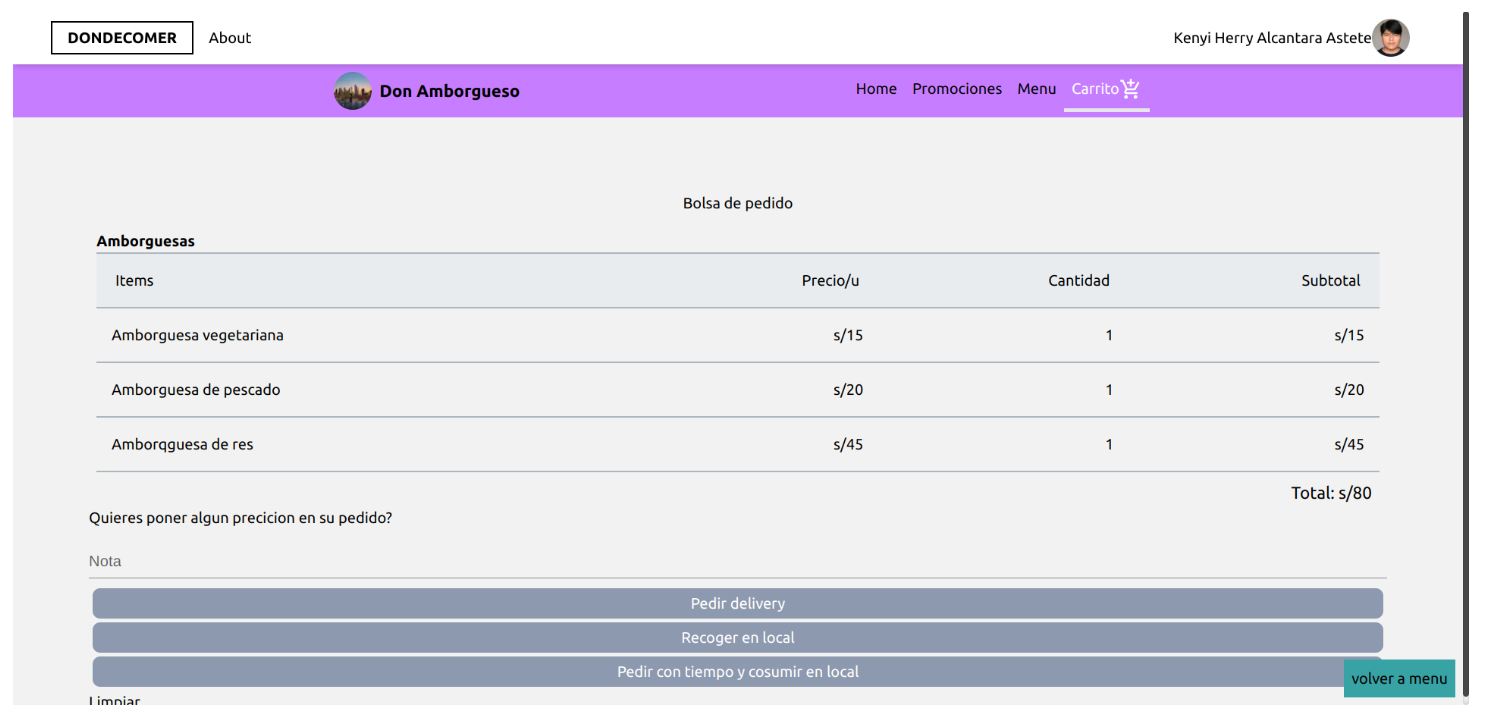 DONDECOMER About Kenyi Herry Alcantara Astete
Don Amborgueso Home Promociones Menu Carrito
Bolsa de pedido
Amborguesas
Items Precio/u Cantidad Subtotal
Amborguesa vegetariana s/15 1 s/15
Amborguesa de pescado s/20 1 s/20
Amborqguesa de res s/45 1 s/45
Total: s/80
Quieres poner algun precicion en su pedido?
Nota
Pedir delivery
Recoger en local
Pedir con tiempo y cosumir en local
volver a menu
Limpiar